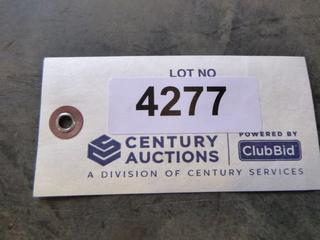 LOT NO
4277
CENTURY
AUCTIONS
POWERED BY
ClubBid
A DIVISION OF CENTURY SERVICES